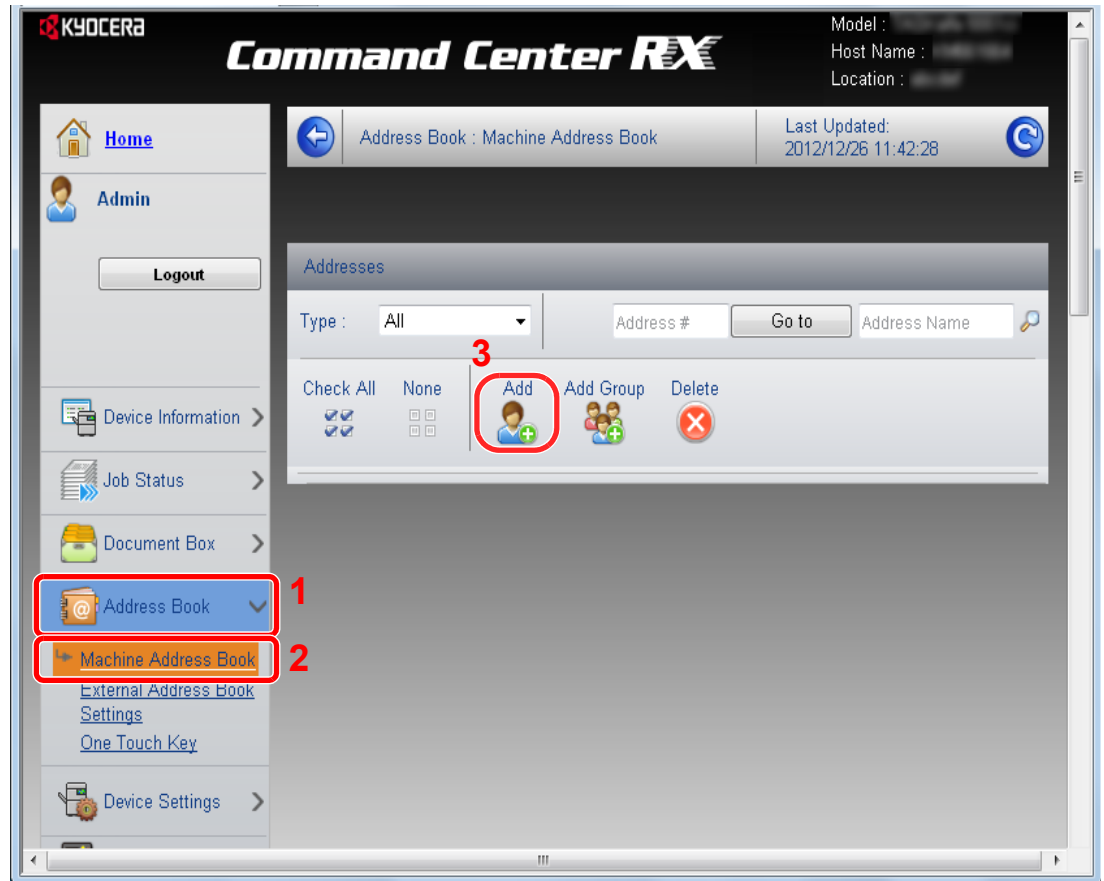 KYOCERA
Command Center RX
Model :
Host Name :
Location :
Home
Admin
Logout
Device Information
Job Status
Document Box
Address Book
1
Machine Address Book
2
External Address Book
Settings
One Touch Key
Device Settings
Address Book : Machine Address Book
Last Updated:
2012/12/26 11:42:28
Addresses
Type :
All
Address #
Go to
Address Name
3
Check All
None
Add
Add Group
Delete